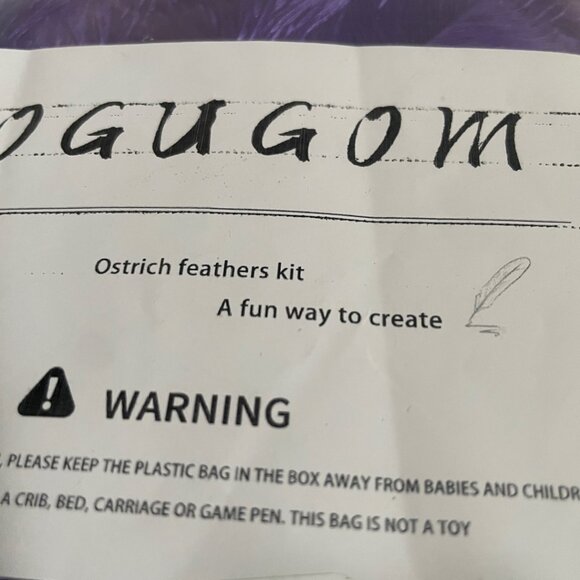 OGUGOM
Ostrich feathers kit
A fun way to create
WARNING
, PLEASE KEEP THE PLASTIC BAG IN THE BOX AWAY FROM BABIES AND CHILDR
A CRIB, BED, CARRIAGE OR GAME PEN. THIS BAG IS NOT A TOY